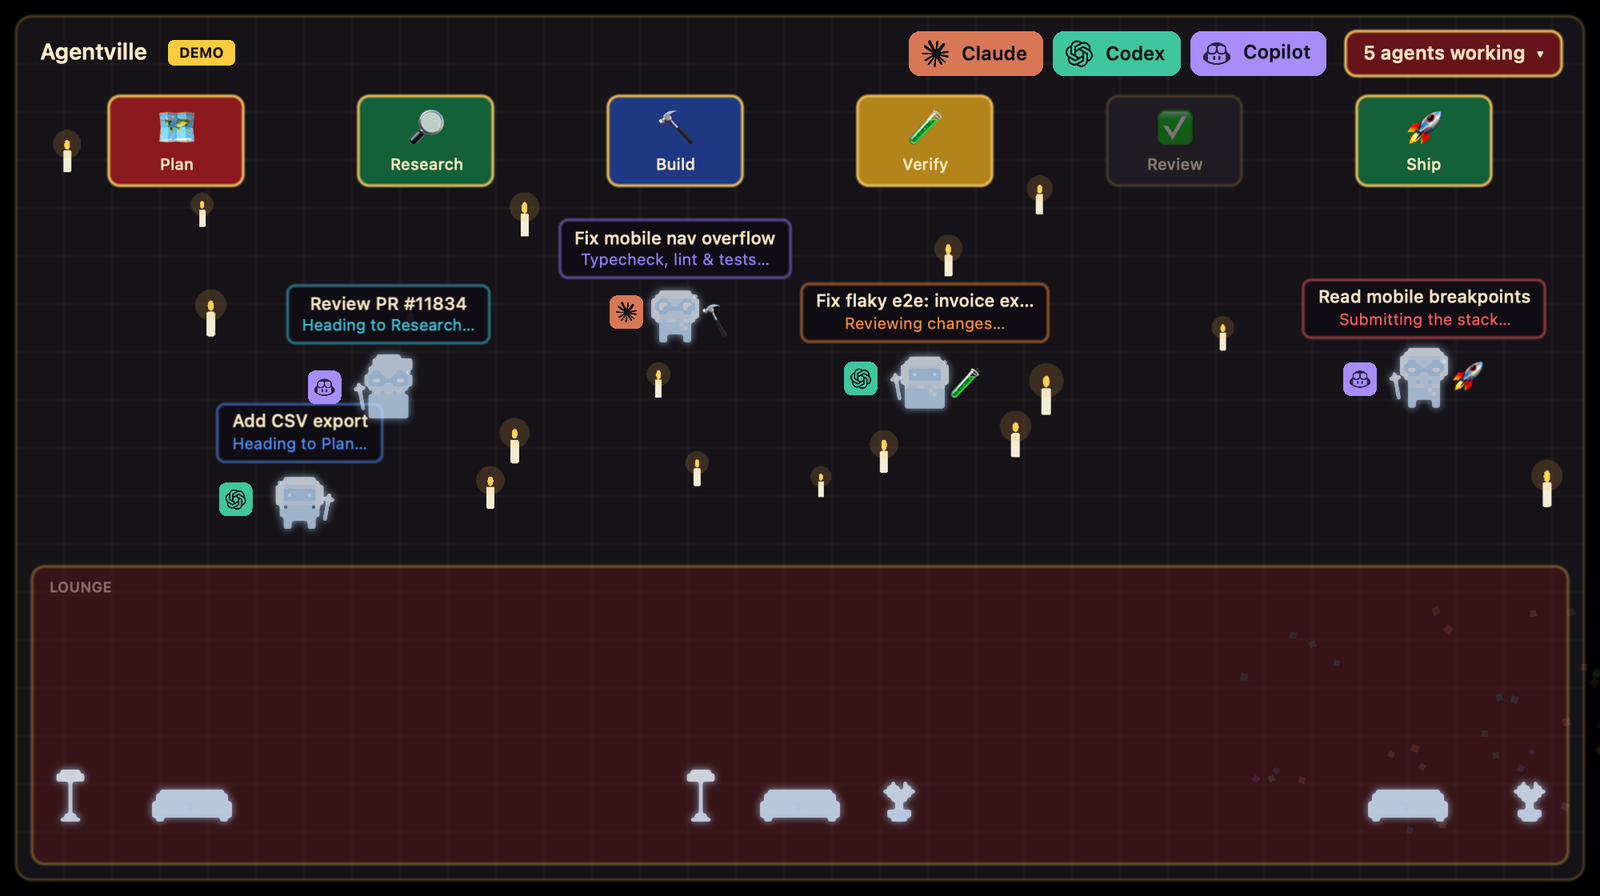 Agentville
DEMO
Claude
Codex
Copilot
5 agents working
Plan
Research
Build
Verify
Review
Ship
Fix mobile nav overflow
Typecheck, lint & tests...
Review PR #11834
Heading to Research...
Fix flaky e2e: invoice ex...
Reviewing changes...
Read mobile breakpoints
Submitting the stack...
Add CSV export
Heading to Plan...
LOUNGE